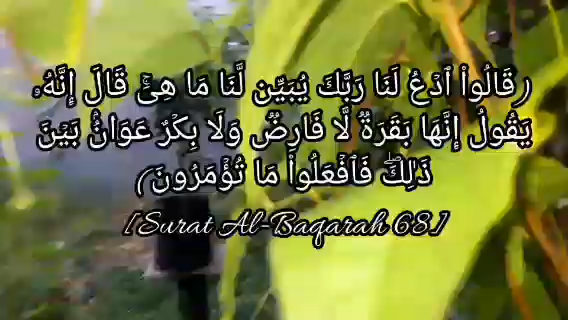 (قَالُوا۟ ٱدْعُ لَنَا رَبَّكَ يُبَيِّن لَّنَا مَا هِىَۚ قَالَ إِنَّهُۥ
يَقُولُ إِنَّهَا بَقَرَةٌ لَّا فَارِضٌ وَلَا بِكْرٌ عَوَانٌۢ بَيْنَ
ذَٰلِكَۖ فَٱفْعَلُوا۟ مَا تُؤْمَرُونَ)
[Surat Al-Baqarah 68]